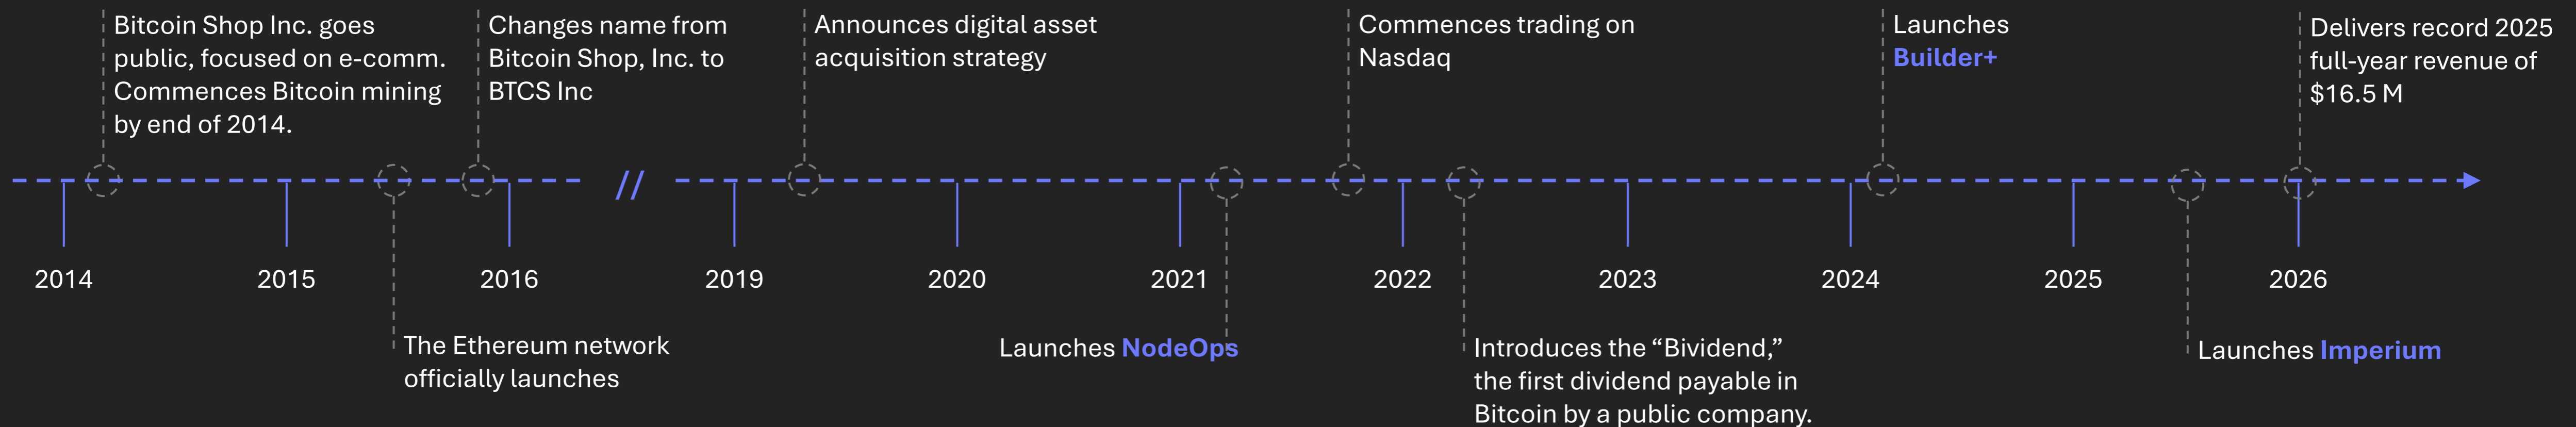 Bitcoin Shop Inc. goes
public, focused on e-comm.
Commences Bitcoin mining
by end of 2014.
Changes name from
Bitcoin Shop, Inc. to
BTCS Inc
Announces digital asset
acquisition strategy
Commences trading on
Nasdaq
Launches
Builder+
Delivers record 2025
full-year revenue of
$16.5 M
//
2014
2015
2016
2019
2020
2021
2022
2023
2024
2025
2026
The Ethereum network
officially launches
Launches NodeOps
Introduces the “Bividend,”
the first dividend payable in
Bitcoin by a public company.
Launches Imperium